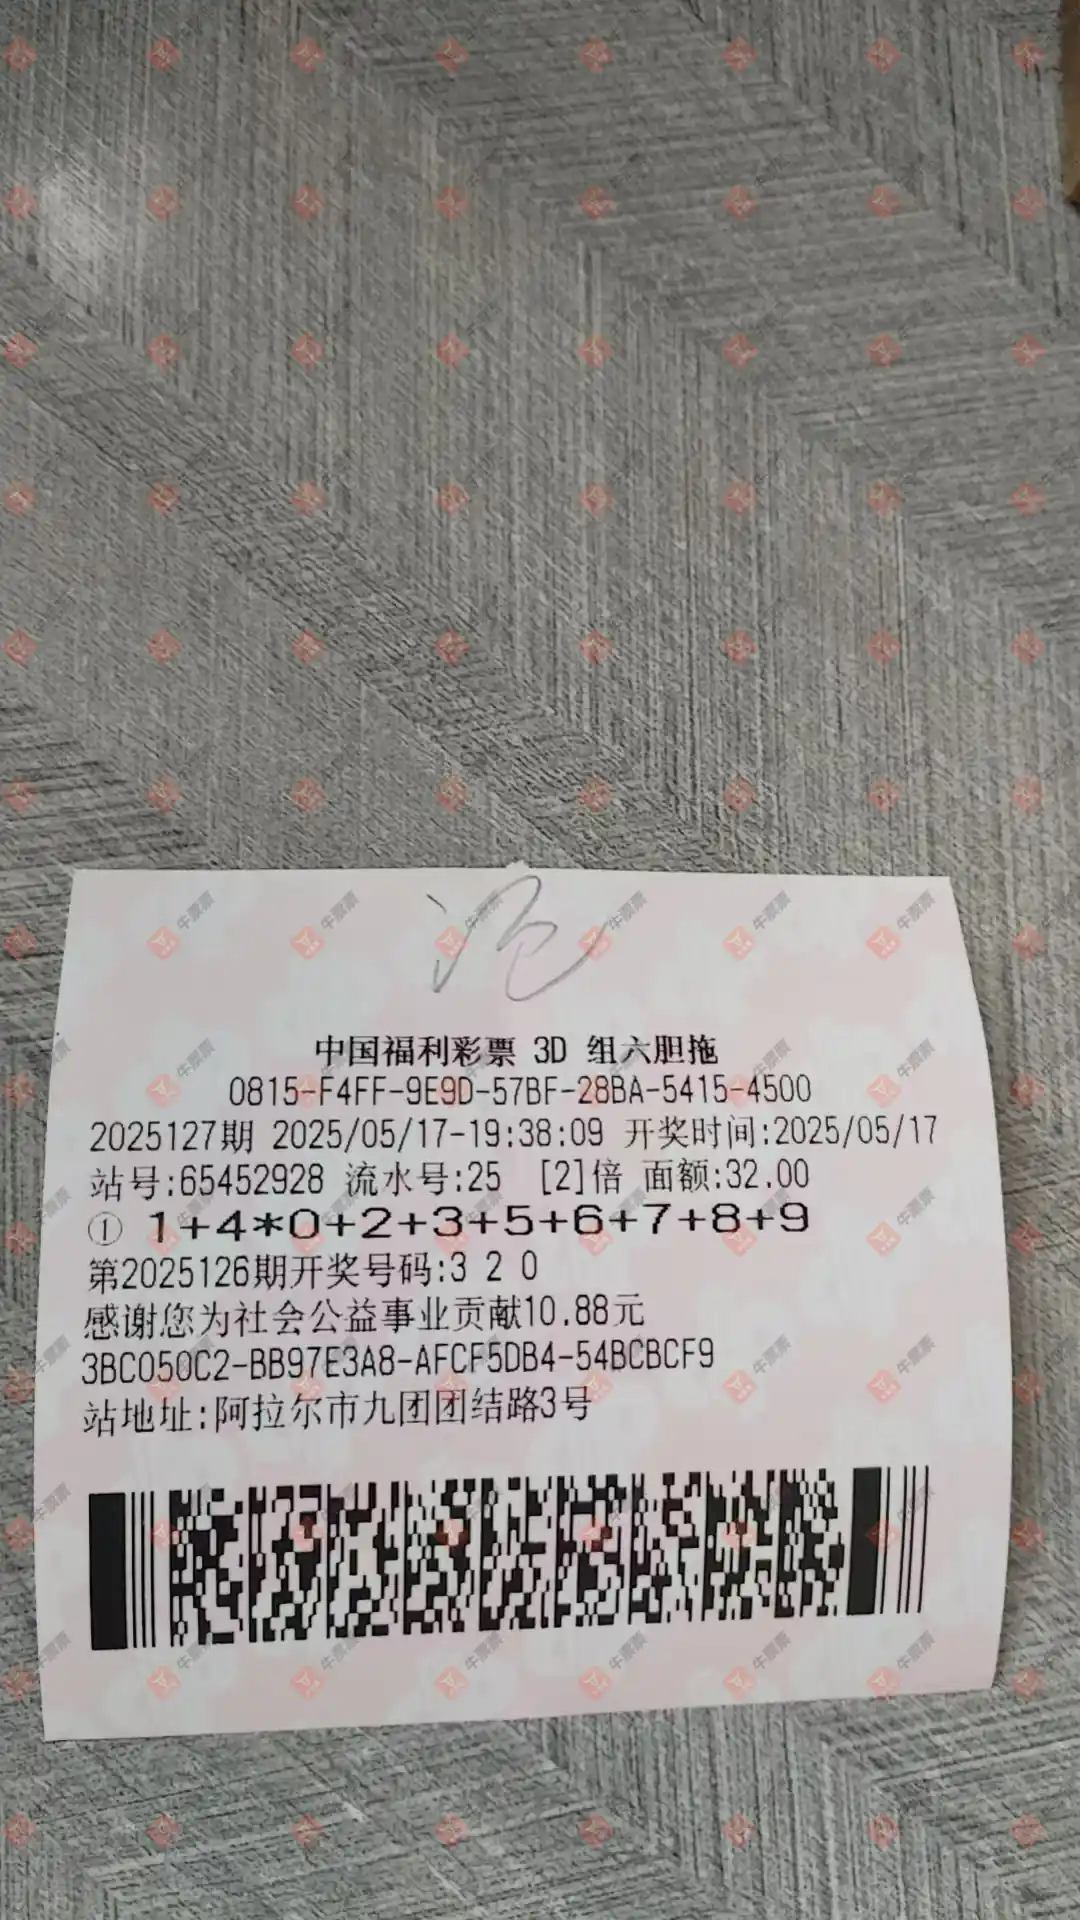 沧
中国福利彩票 3D 组六胆拖
0815-F4FF-9E9D-57BF-28BA-5415-4500
2025127期 2025/05/17-19:38:09 开奖时间:2025/05/17
站号:65452928 流水号:25 [2]倍 面额:32.00
① 1+4*0+2+3+5+6+7+8+9
第2025126期开奖号码:3 2 0
感谢您为社会公益事业贡献10.88元
3BC050C2-BB97E3A8-AFCF5DB4-54BCBCF9
站地址:阿拉尔市九团团结路3号
牛票票